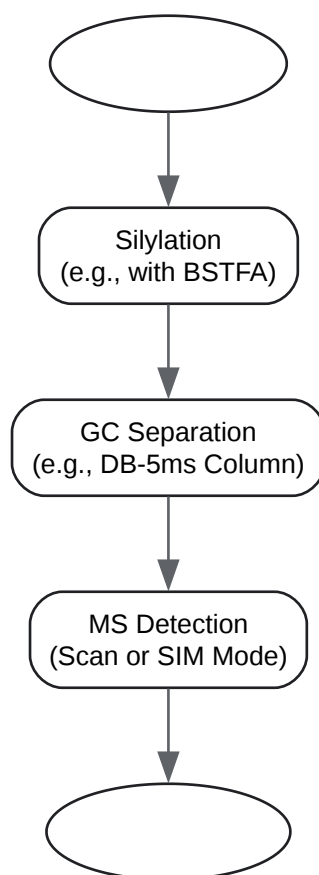 Silylation
(e.g., with BSTFA)
GC Separation
(e.g., DB-5ms Column)
MS Detection
(Scan or SIM Mode)